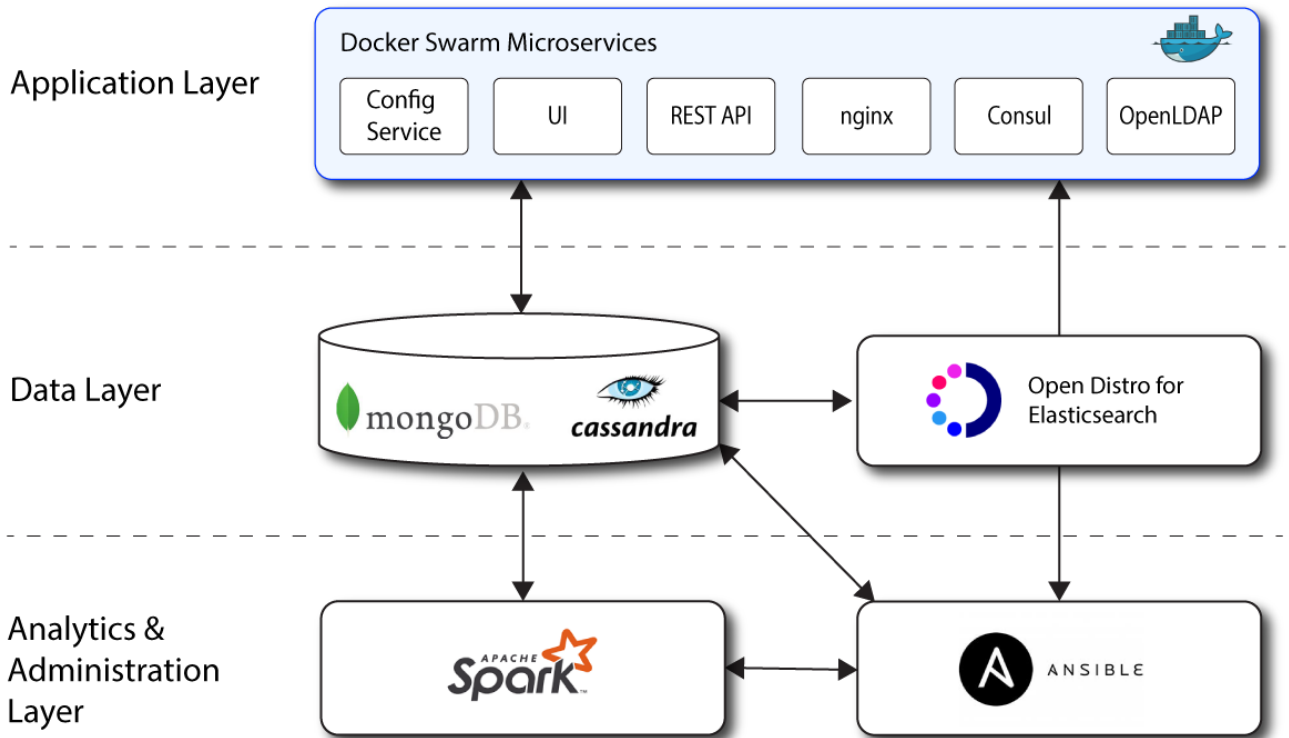 Docker Swarm Microservices
Application Layer
Config
Service
UI
REST API
nginx
Consul
OpenLDAP
Data Layer
mongoDB®
cassandra
Open Distro for
Elasticsearch
Analytics &
Administration
Layer
APACHE
Spark™
ANSIBLE